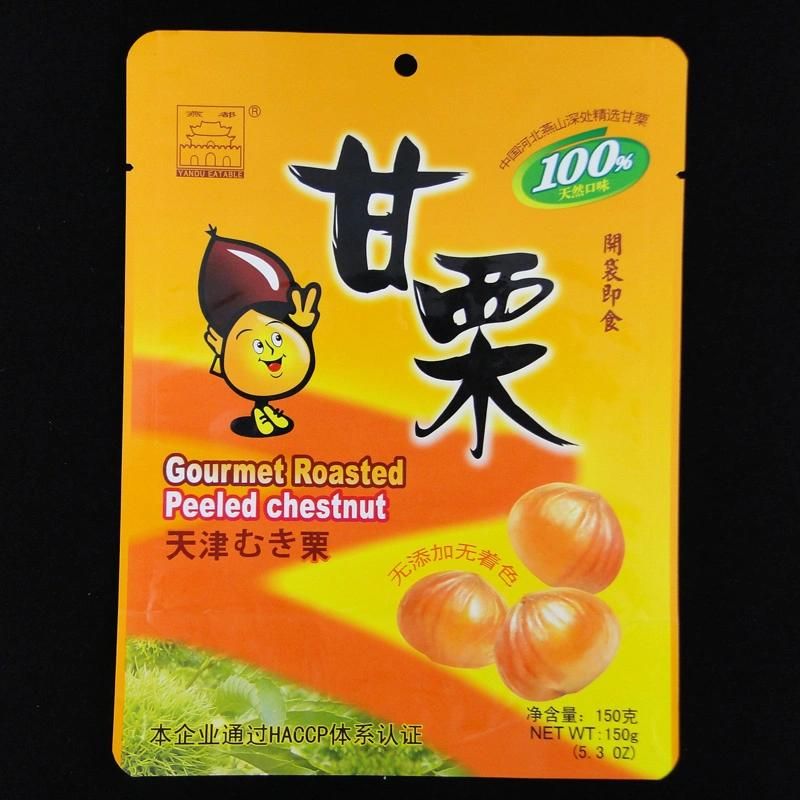 燕都
®
YANDU EATABLE
中国河北燕山深处精选甘栗
100%
天然口味
甘栗
開袋即食
Gourmet Roasted
Peeled chestnut
天津むき栗
无添加无着色
净含量: 150克
NET WT: 150g
(5.3 OZ)
本企业通过HACCP体系认证